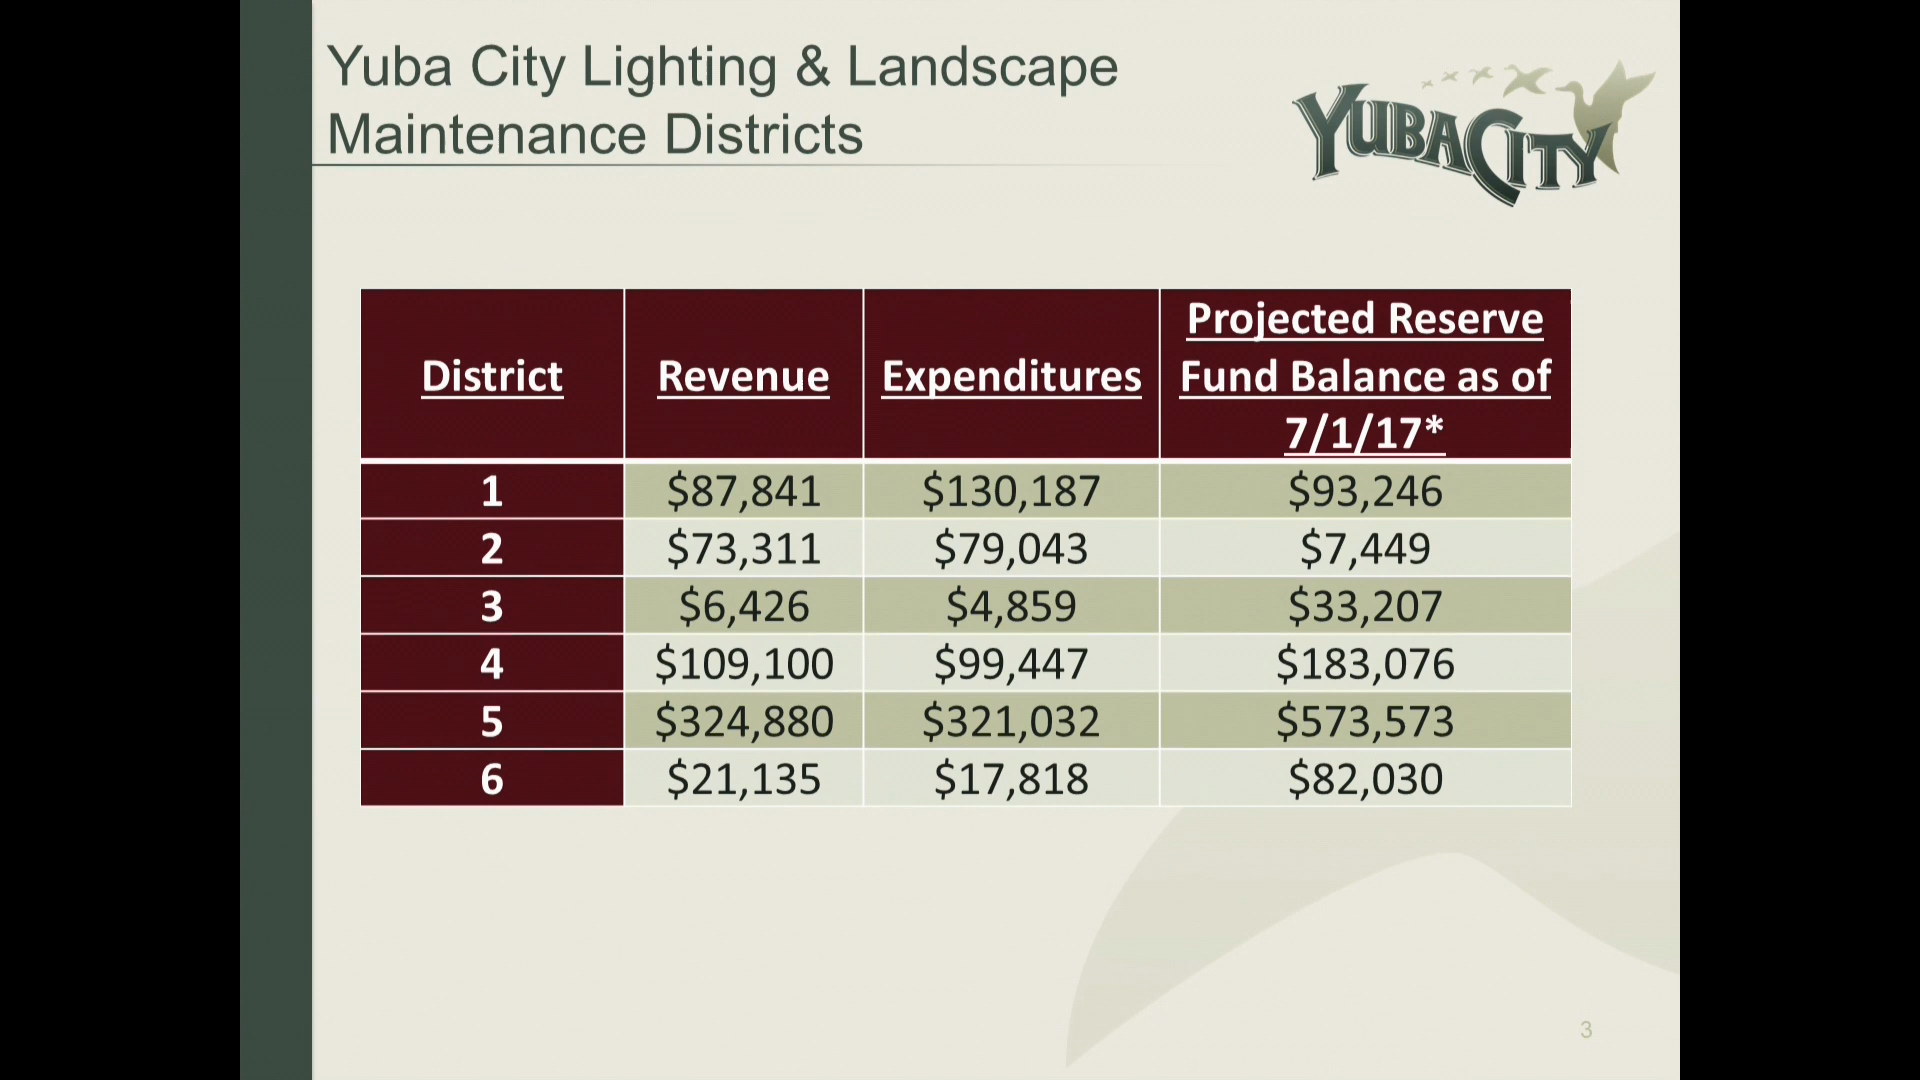 Yuba City Lighting & Landscape
Maintenance Districts
YUBA CITY
District Revenue Expenditures Projected Reserve
Fund Balance as of
7/1/17*
1 $87,841 $130,187 $93,246
2 $73,311 $79,043 $7,449
3 $6,426 $4,859 $33,207
4 $109,100 $99,447 $183,076
5 $324,880 $321,032 $573,573
6 $21,135 $17,818 $82,030
3